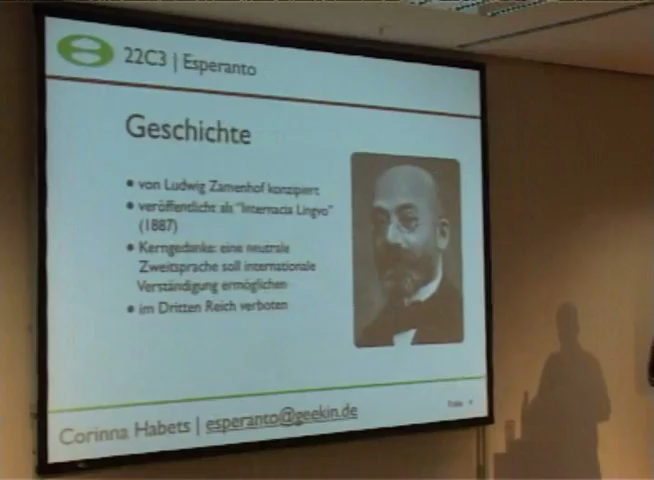 22C3 | Esperanto
Geschichte
• von Ludwig Zamenhof konzipiert
• veröffentlicht als "Internacia Lingvo"
(1887)
• Kerngedanke: eine neutrale
Zweitsprache soll internationale
Verständigung ermöglichen
• im Dritten Reich verboten
Corinna Habets | esperanto@geekin.de